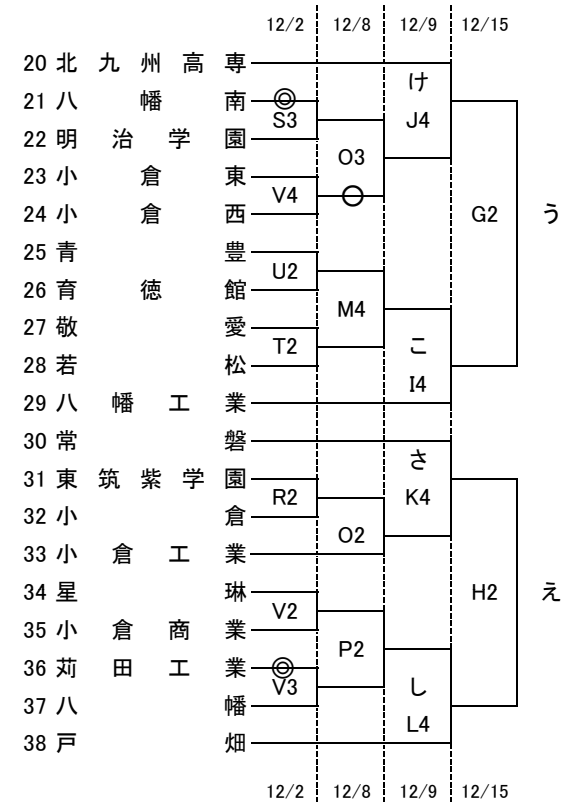 12/2 12/8 12/9 12/15
20 北九州高専
け
21 八幡南 ◎
S3 J4
22 明治学園
O3
23 小倉東
V4 ○
24 小倉西 G2 う
25 青豊
U2
26 育徳館
M4
27 敬愛
T2 こ
28 若松
I4
29 八幡工業
30 常磐
さ
31 東筑紫学園
R2 K4
32 小倉
O2
33 小倉工業
34 星琳 H2 え
V2
35 小倉商業
P2
36 苅田工業 ◎
V3 し
37 八幡
L4
38 戸畑
12/2 12/8 12/9 12/15